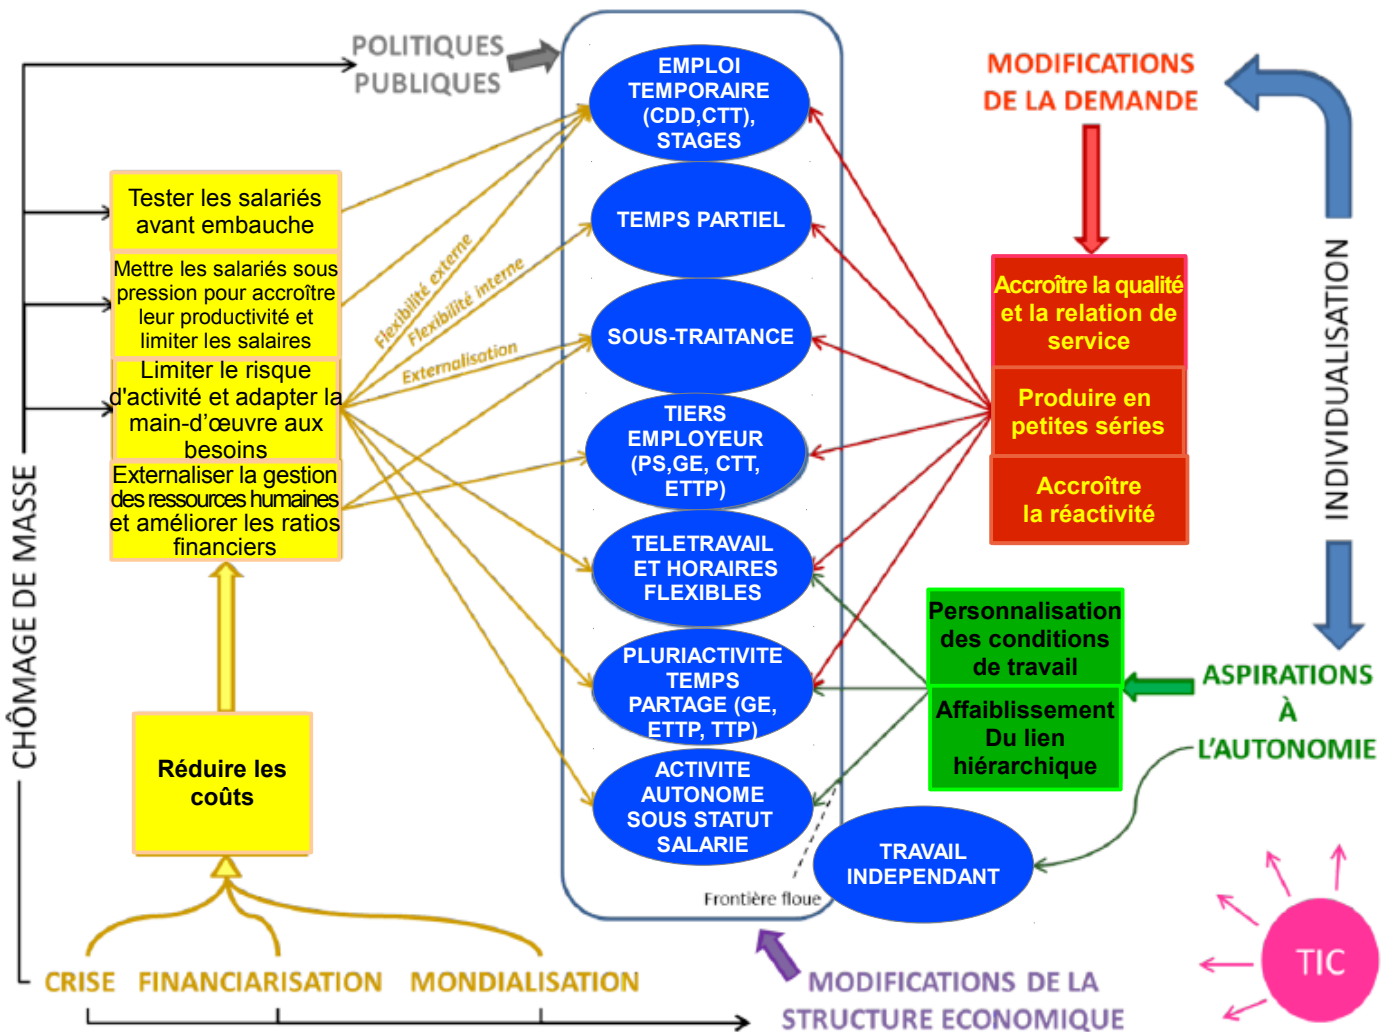 POLITIQUES
PUBLIQUES
EMPLOI
TEMPORAIRE
(CDD,CTT),
STAGES
MODIFICATIONS
DE LA DEMANDE
Tester les salariés
avant embauche
TEMPS PARTIEL
Mettre les salariés sous
pression pour accroître
leur productivité et
limiter les salaires
Flexibilité externe
Flexibilité interne
Externalisation
SOUS-TRAITANCE
Accroître la qualité
et la relation de
service
Limiter le risque
d'activité et adapter la
main-d’œuvre aux
besoins
Produire en
petites séries
TIERS
EMPLOYEUR
(PS,GE, CTT,
ETTP)
Externaliser la gestion
des ressources humaines
et améliorer les ratios
financiers
Accroître
la réactivité
INDIVIDUALISATION
CHÔMAGE DE MASSE
TELETRAVAIL
ET HORAIRES
FLEXIBLES
Personnalisation
des conditions
de travail
PLURIACTIVITE
TEMPS
PARTAGE (GE,
ETTP, TTP)
Affaiblissement
Du lien
hiérarchique
ASPIRATIONS
À
L’AUTONOMIE
Réduire les
coûts
ACTIVITE
AUTONOME
SOUS STATUT
SALARIE
TRAVAIL
INDEPENDANT
Frontière floue
CRISE FINANCIARISATION MONDIALISATION
MODIFICATIONS DE LA
STRUCTURE ECONOMIQUE
TIC